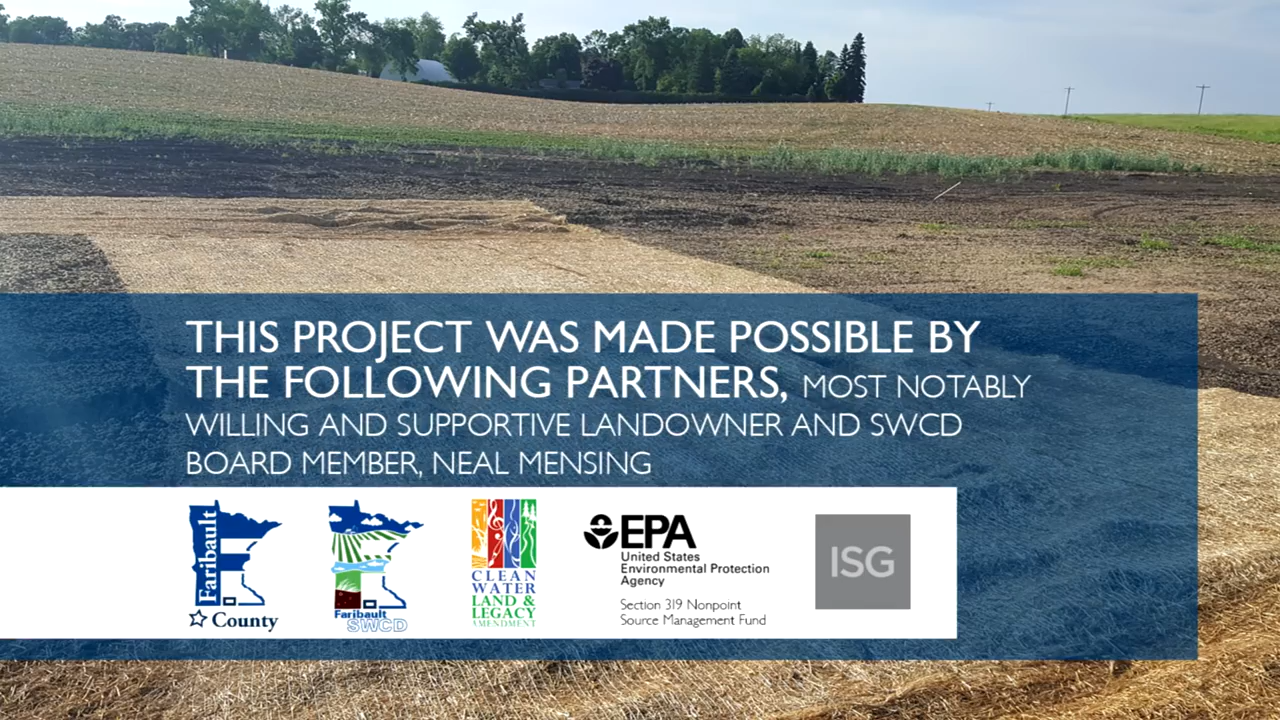 THIS PROJECT WAS MADE POSSIBLE BY
THE FOLLOWING PARTNERS, MOST NOTABLY
WILLING AND SUPPORTIVE LANDOWNER AND SWCD
BOARD MEMBER, NEAL MENSING
Faribault
County
Faribault
SWCD
CLEAN
WATER
LAND &
LEGACY
AMENDMENT
EPA
United States
Environmental Protection
Agency
Section 319 Nonpoint
Source Management Fund
ISG